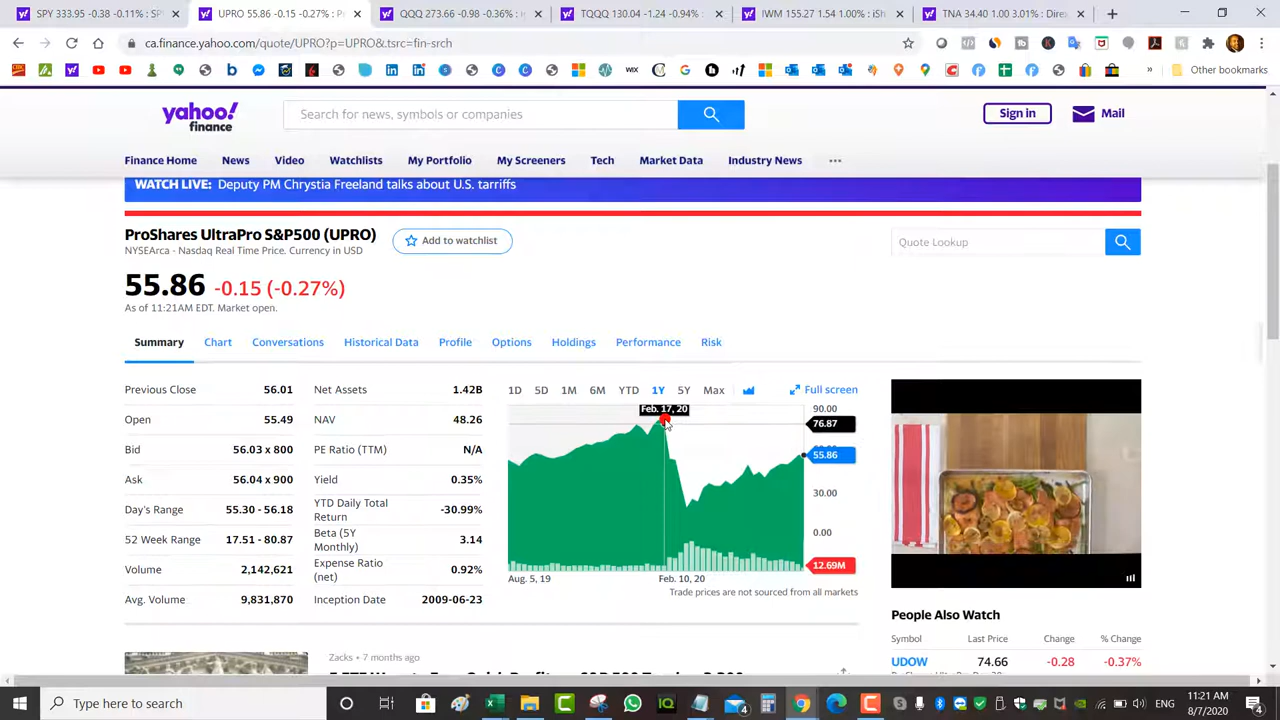 SPY 333.95 -0.38 -0.11% : SP
UPRO 55.86 -0.15 -0.27% : P
QQQ 273.66 -0.98 -0.36% : I
TQQQ 130.  -1.24 -0.94%
IWM 155.27 1.54 1.00% : iSh
TNA 34.40 1.00 3.01% : Direx
ca.finance.yahoo.com/quote/UPRO?p=UPRO&.tsrc=fin-srch
Other bookmarks
yahoo!
finance
Search for news, symbols or companies
Sign in
Mail
Finance Home
News
Video
Watchlists
My Portfolio
My Screeners
Tech
Market Data
Industry News
WATCH LIVE: Deputy PM Chrystia Freeland talks about U.S. tarriffs
ProShares UltraPro S&P500 (UPRO)
NYSEArca - Nasdaq Real Time Price. Currency in USD
Add to watchlist
Quote Lookup
55.86 -0.15 (-0.27%)
As of 11:21AM EDT. Market open.
Summary
Chart
Conversations
Historical Data
Profile
Options
Holdings
Performance
Risk
Previous Close 56.01
Open 55.49
Bid 56.03 x 800
Ask 56.04 x 900
Day's Range 55.30 - 56.18
52 Week Range 17.51 - 80.87
Volume 2,142,621
Avg. Volume 9,831,870
Net Assets 1.42B
NAV 48.26
PE Ratio (TTM) N/A
Yield 0.35%
YTD Daily Total
Return -30.99%
Beta (5Y
Monthly) 3.14
Expense Ratio
(net) 0.92%
Inception Date 2009-06-23
1D 5D 1M 6M YTD 1Y 5Y Max
Full screen
Feb. 17, 20
90.00
76.87
55.86
30.00
0.00
12.69M
Aug. 5, 19
Feb. 10, 20
Trade prices are not sourced from all markets
People Also Watch
Symbol Last Price Change % Change
UDOW 74.66 -0.28 -0.37%
Zacks • 7 months ago
Type here to search
ENG
11:21 AM
8/7/2020